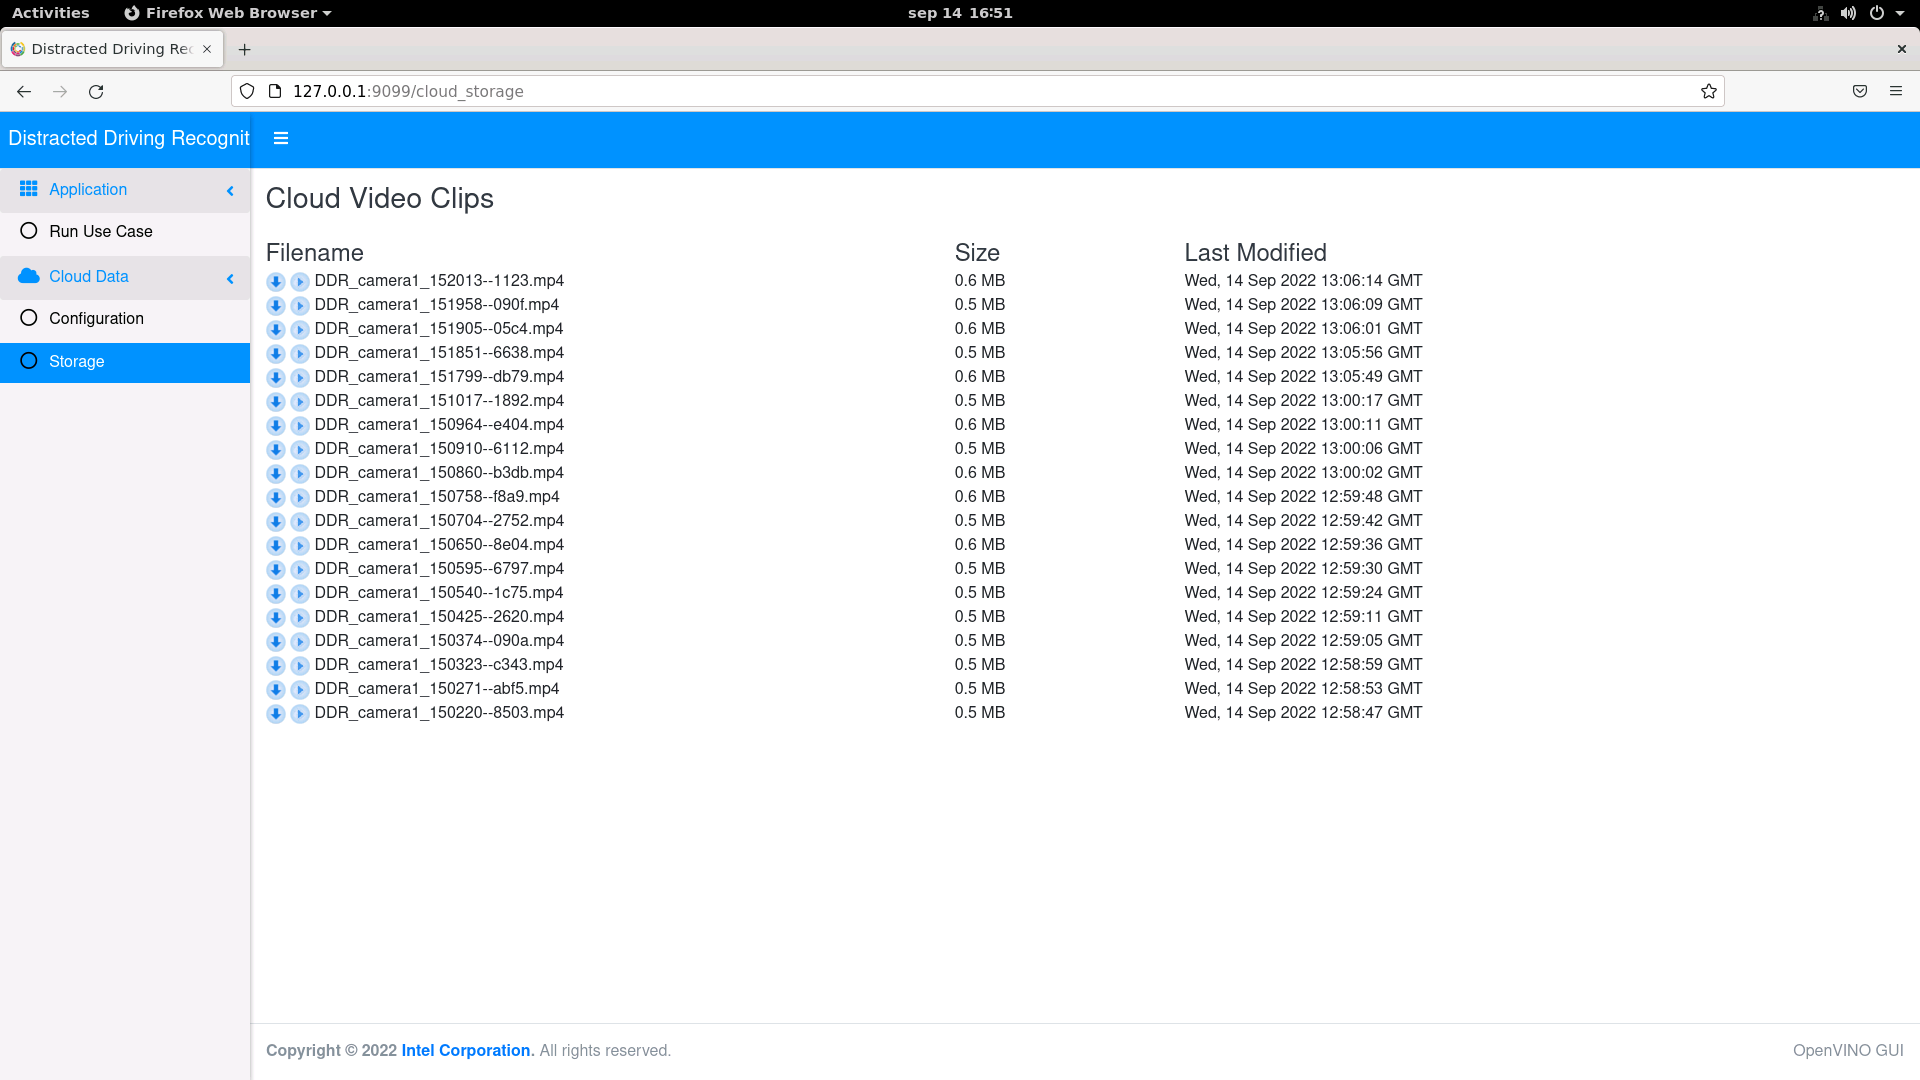 Activities Firefox Web Browser sep 14 16:51
Distracted Driving Rec
127.0.0.1:9099/cloud_storage
Distracted Driving Recognit
Application
Run Use Case
Cloud Data
Configuration
Storage
Cloud Video Clips
Filename Size Last Modified
DDR_camera1_152013--1123.mp4 0.6 MB Wed, 14 Sep 2022 13:06:14 GMT
DDR_camera1_151958--090f.mp4 0.5 MB Wed, 14 Sep 2022 13:06:09 GMT
DDR_camera1_151905--05c4.mp4 0.6 MB Wed, 14 Sep 2022 13:06:01 GMT
DDR_camera1_151851--6638.mp4 0.5 MB Wed, 14 Sep 2022 13:05:56 GMT
DDR_camera1_151799--db79.mp4 0.6 MB Wed, 14 Sep 2022 13:05:49 GMT
DDR_camera1_151017--1892.mp4 0.5 MB Wed, 14 Sep 2022 13:00:17 GMT
DDR_camera1_150964--e404.mp4 0.6 MB Wed, 14 Sep 2022 13:00:11 GMT
DDR_camera1_150910--6112.mp4 0.5 MB Wed, 14 Sep 2022 13:00:06 GMT
DDR_camera1_150860--b3db.mp4 0.6 MB Wed, 14 Sep 2022 13:00:02 GMT
DDR_camera1_150758--f8a9.mp4 0.6 MB Wed, 14 Sep 2022 12:59:48 GMT
DDR_camera1_150704--2752.mp4 0.5 MB Wed, 14 Sep 2022 12:59:42 GMT
DDR_camera1_150650--8e04.mp4 0.6 MB Wed, 14 Sep 2022 12:59:36 GMT
DDR_camera1_150595--6797.mp4 0.5 MB Wed, 14 Sep 2022 12:59:30 GMT
DDR_camera1_150540--1c75.mp4 0.5 MB Wed, 14 Sep 2022 12:59:24 GMT
DDR_camera1_150425--2620.mp4 0.5 MB Wed, 14 Sep 2022 12:59:11 GMT
DDR_camera1_150374--090a.mp4 0.5 MB Wed, 14 Sep 2022 12:59:05 GMT
DDR_camera1_150323--c343.mp4 0.5 MB Wed, 14 Sep 2022 12:58:59 GMT
DDR_camera1_150271--abf5.mp4 0.5 MB Wed, 14 Sep 2022 12:58:53 GMT
DDR_camera1_150220--8503.mp4 0.5 MB Wed, 14 Sep 2022 12:58:47 GMT
Copyright © 2022 Intel Corporation. All rights reserved. OpenVINO GUI